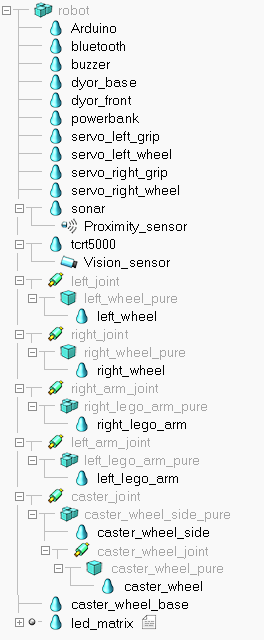 robot
Arduino
bluetooth
buzzer
dyor_base
dyor_front
powerbank
servo_left_grip
servo_left_wheel
servo_right_grip
servo_right_wheel
sonar
Proximity_sensor
tcrt5000
Vision_sensor
left_joint
left_wheel_pure
left_wheel
right_joint
right_wheel_pure
right_wheel
right_arm_joint
right_lego_arm_pure
right_lego_arm
left_arm_joint
left_lego_arm_pure
left_lego_arm
caster_joint
caster_wheel_side_pure
caster_wheel_side
caster_wheel_joint
caster_wheel_pure
caster_wheel
caster_wheel_base
led_matrix